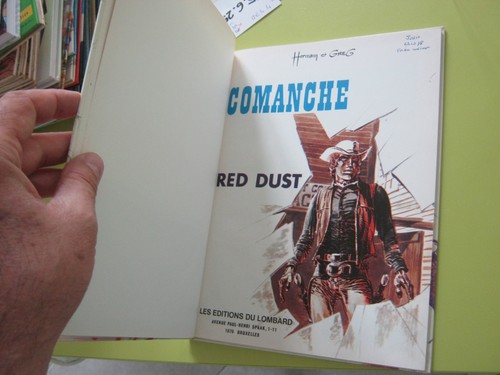 HERMANN ET GREG
COMANCHE
RED DUST
LES EDITIONS DU LOMBARD
AVENUE PAUL-HENRI SPAAK, 1-11
1070 BRUXELLES